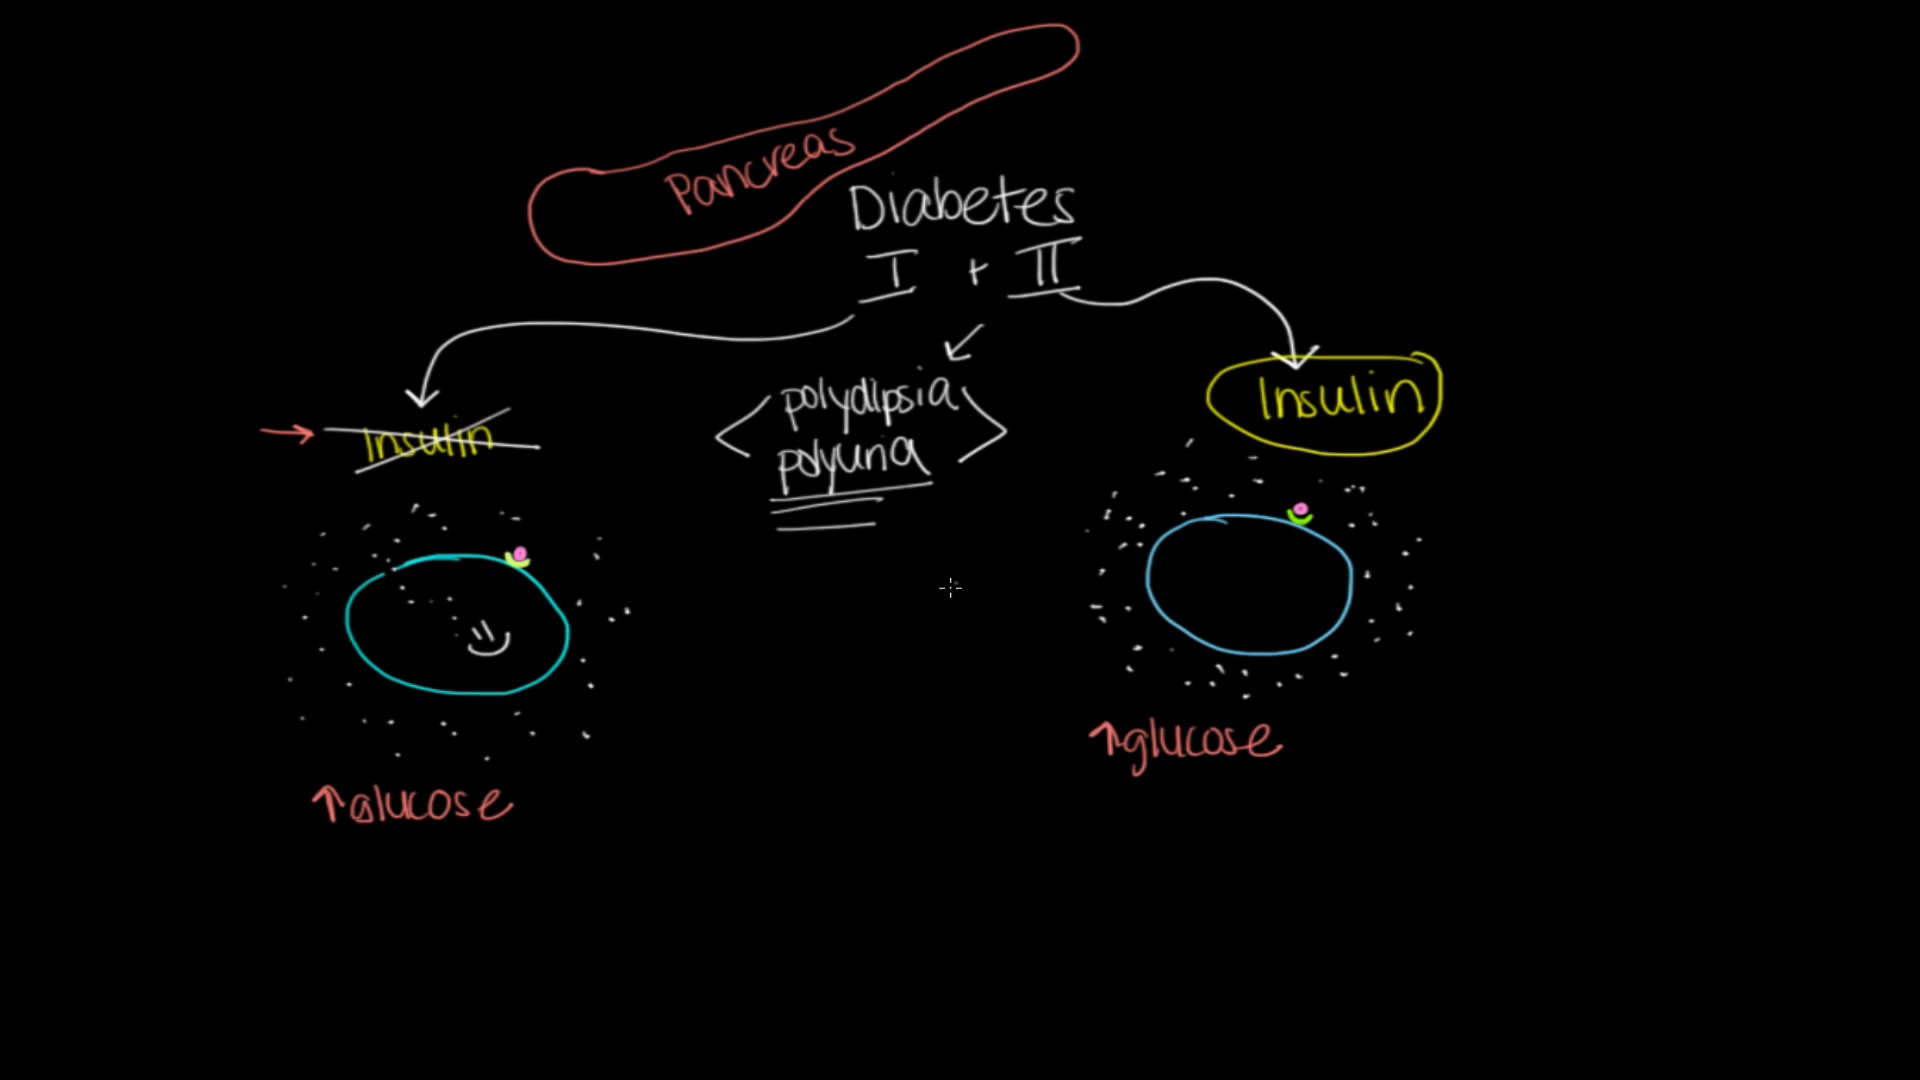 Pancreas
Diabetes
I + II
Insulin
polydipsia
polyuria
Insulin
↑glucose
↑glucose